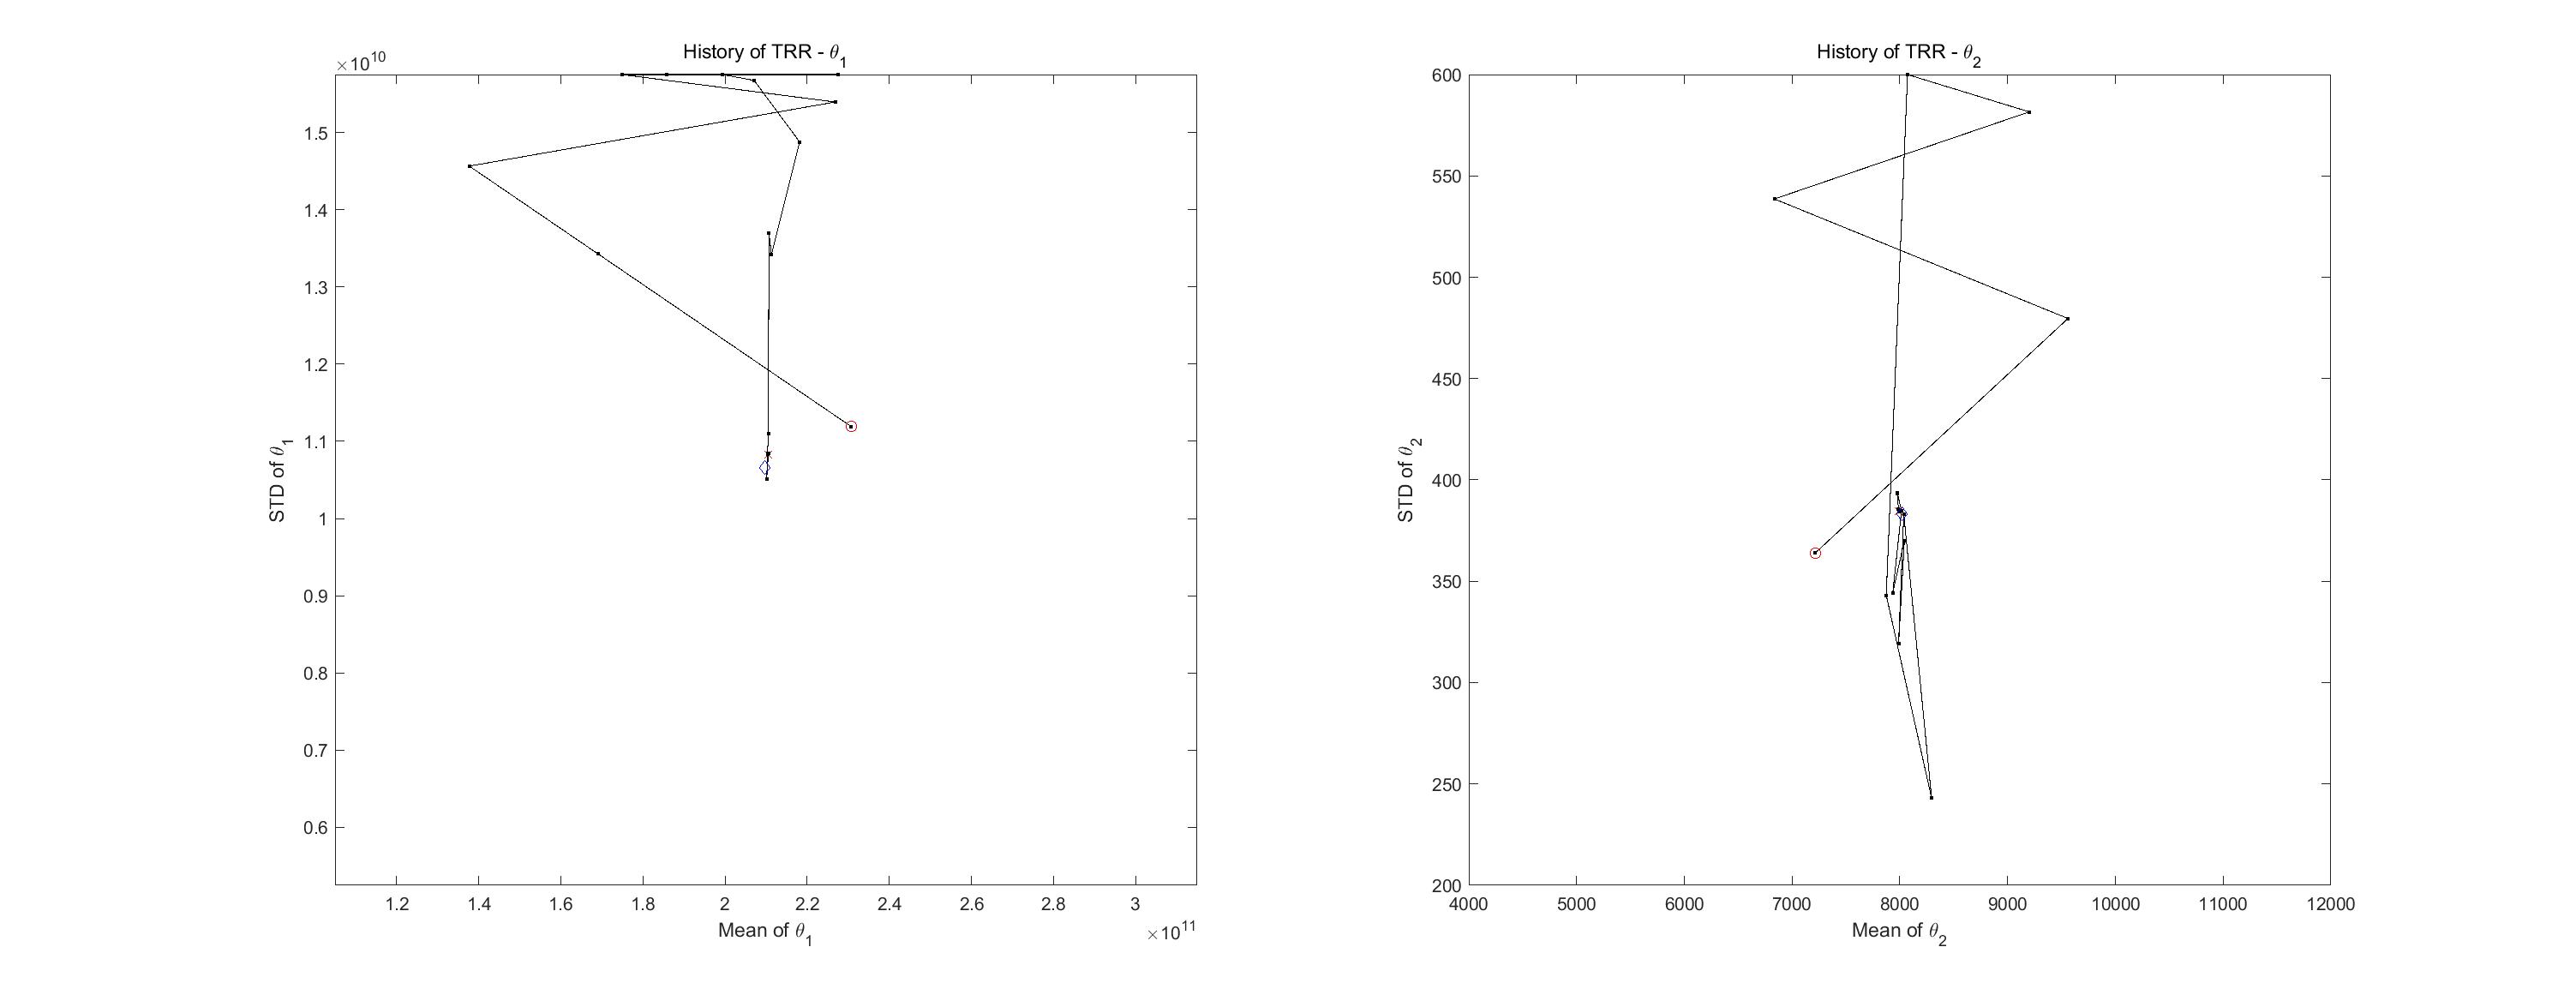 History of TRR - θ1
×10^10
1.5
1.4
1.3
1.2
1.1
1
0.9
0.8
0.7
0.6
STD of θ1
1.2 1.4 1.6 1.8 2 2.2 2.4 2.6 2.8 3
Mean of θ1
×10^11
History of TRR - θ2
600
550
500
450
400
350
300
250
200
STD of θ2
4000 5000 6000 7000 8000 9000 10000 11000 12000
Mean of θ2